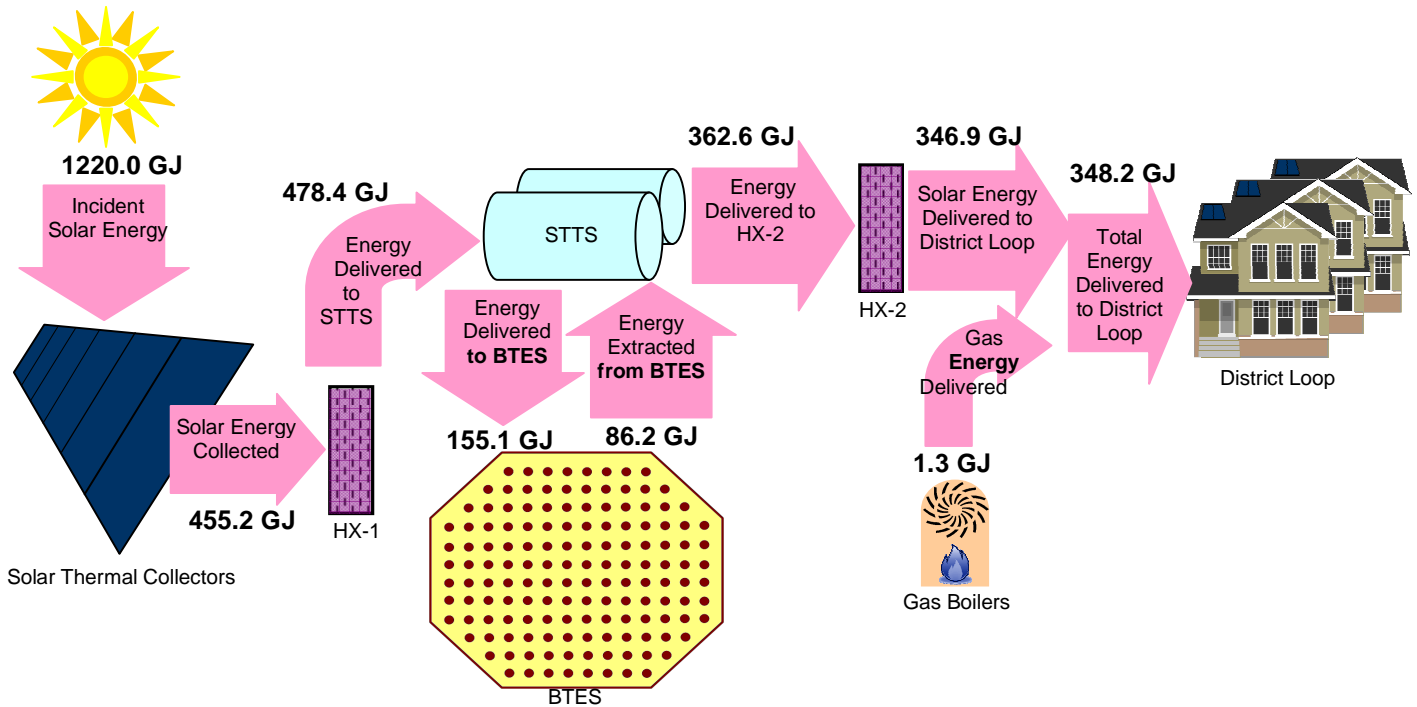 1220.0 GJ
Incident
Solar Energy
Solar Thermal Collectors
Solar Energy
Collected
455.2 GJ
HX-1
478.4 GJ
Energy
Delivered
to
STTS
STTS
Energy
Delivered
to BTES
155.1 GJ
Energy
Extracted
from BTES
86.2 GJ
BTES
362.6 GJ
Energy
Delivered to
HX-2
HX-2
346.9 GJ
Solar Energy
Delivered to
District Loop
Gas
Energy
Delivered
1.3 GJ
Gas Boilers
348.2 GJ
Total
Energy
Delivered
to District
Loop
District Loop